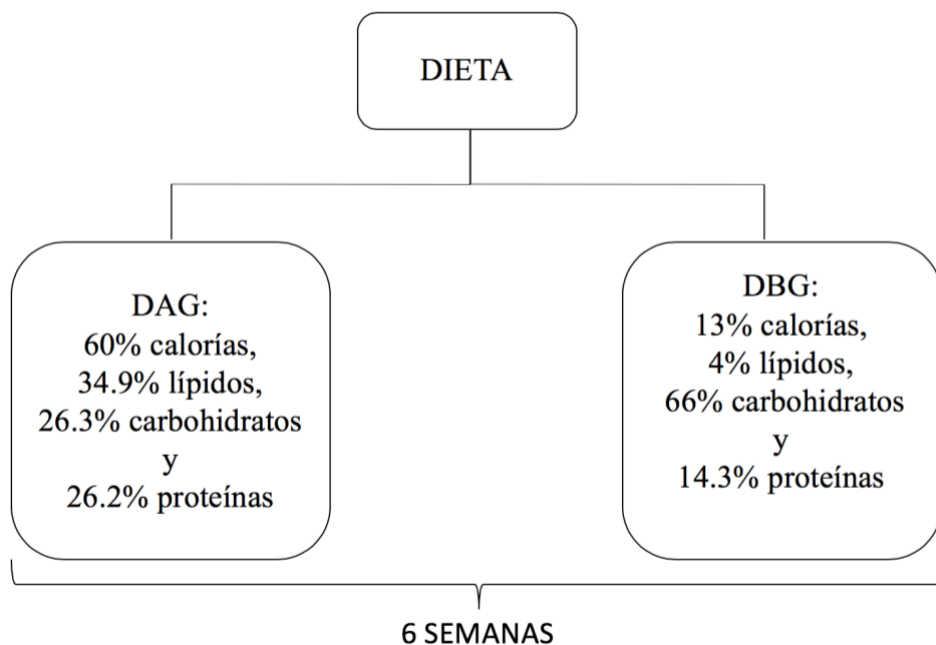 DIETA
DAG:
60% calorías,
34.9% lípidos,
26.3% carbohidratos
y
26.2% proteínas
DBG:
13% calorías,
4% lípidos,
66% carbohidratos
y
14.3% proteínas
6 SEMANAS